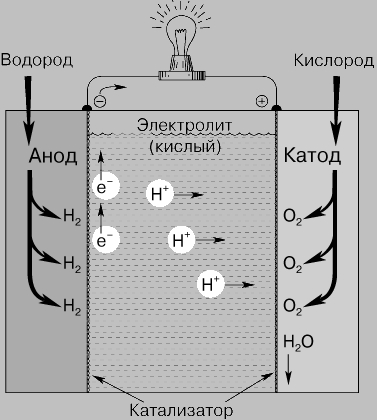 Водород
Кислород
⊖
⊕
Электролит
(кислый)
Анод
Катод
e⁻
H⁺
H₂
O₂
e⁻
H⁺
H₂
O₂
H⁺
H₂
O₂
H₂O
Катализатор